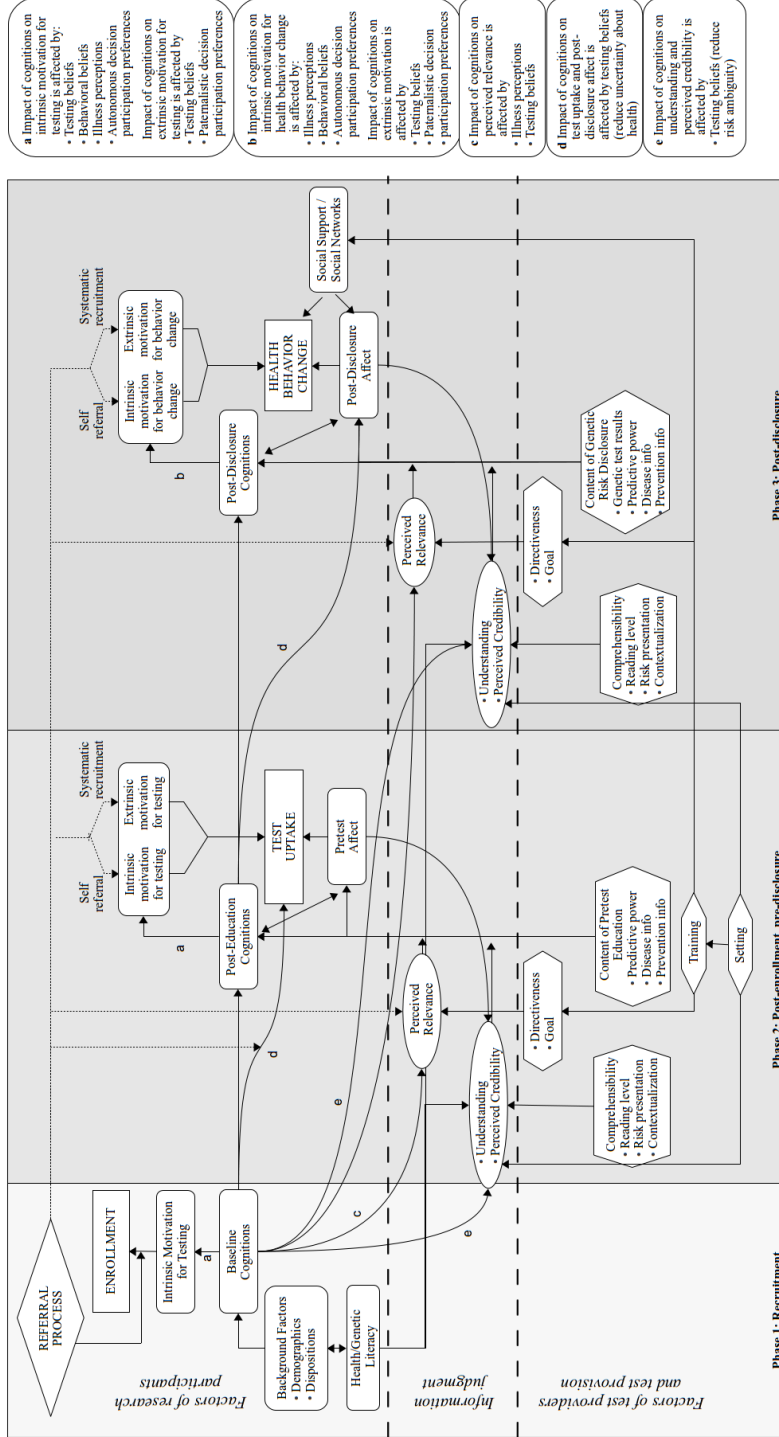 REFERRAL
PROCESS
ENROLLMENT
Intrinsic Motivation
for Testing
a
Baseline
Cognitions
Background Factors
• Demographics
• Dispositions
Health/Genetic
Literacy
Factors of research
participants
Information
judgment
Factors of test providers
and test provision
Phase 1: Recruitment
Self
referral
Systematic
recruitment
Intrinsic
motivation
for testing
Extrinsic
motivation
for testing
a
Post-Education
Cognitions
TEST
UPTAKE
Pretest
Affect
d
e
c
e
Perceived
Relevance
• Understanding
• Perceived Credibility
• Directiveness
• Goal
Comprehensibility
• Reading level
• Risk presentation
• Contextualization
Content of Pretest
Education
• Predictive power
• Disease info
• Prevention info
Training
Setting
Phase 2: Post-enrollment, pre-disclosure
Self
referral
Systematic
recruitment
Intrinsic
motivation
for behavior
change
Extrinsic
motivation
for behavior
change
b
Post-Disclosure
Cognitions
HEALTH
BEHAVIOR
CHANGE
Post-Disclosure
Affect
Social Support /
Social Networks
d
Perceived
Relevance
• Understanding
• Perceived Credibility
• Directiveness
• Goal
Comprehensibility
• Reading level
• Risk presentation
• Contextualization
Content of Genetic
Risk Disclosure
• Genetic test results
• Predictive power
• Disease info
• Prevention info
Phase 3: Post-disclosure
a Impact of cognitions on
intrinsic motivation for
testing is affected by:
• Testing beliefs
• Behavioral beliefs
• Illness perceptions
• Autonomous decision
participation preferences
Impact of cognitions on
extrinsic motivation for
testing is affected by
• Testing beliefs
• Paternalistic decision
participation preferences
b Impact of cognitions on
intrinsic motivation for
health behavior change
is affected by:
• Illness perceptions
• Behavioral beliefs
• Autonomous decision
participation preferences
Impact of cognitions on
extrinsic motivation is
affected by
• Testing beliefs
• Paternalistic decision
• participation preferences
c Impact of cognitions on
perceived relevance is
affected by
• Illness perceptions
• Testing beliefs
d Impact of cognitions on
test uptake and post-
disclosure affect is
affected by testing beliefs
(reduce uncertainty about
health)
e Impact of cognitions on
understanding and
perceived credibility is
affected by
• Testing beliefs (reduce
risk ambiguity)